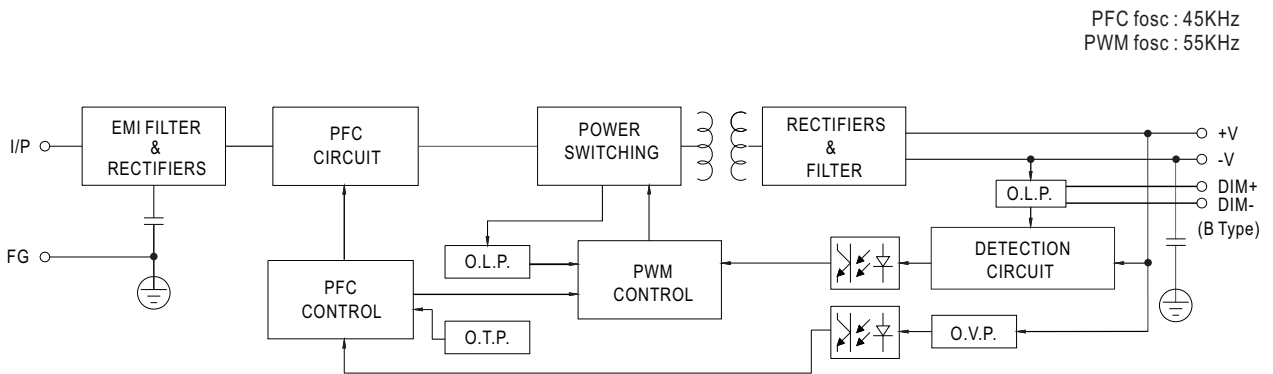 PFC fosc : 45KHz
PWM fosc : 55KHz
I/P
EMI FILTER
&
RECTIFIERS
PFC
CIRCUIT
POWER
SWITCHING
RECTIFIERS
&
FILTER
+V
-V
DIM+
DIM-
(B Type)
O.L.P.
FG
PFC
CONTROL
O.L.P.
O.T.P.
PWM
CONTROL
DETECTION
CIRCUIT
O.V.P.